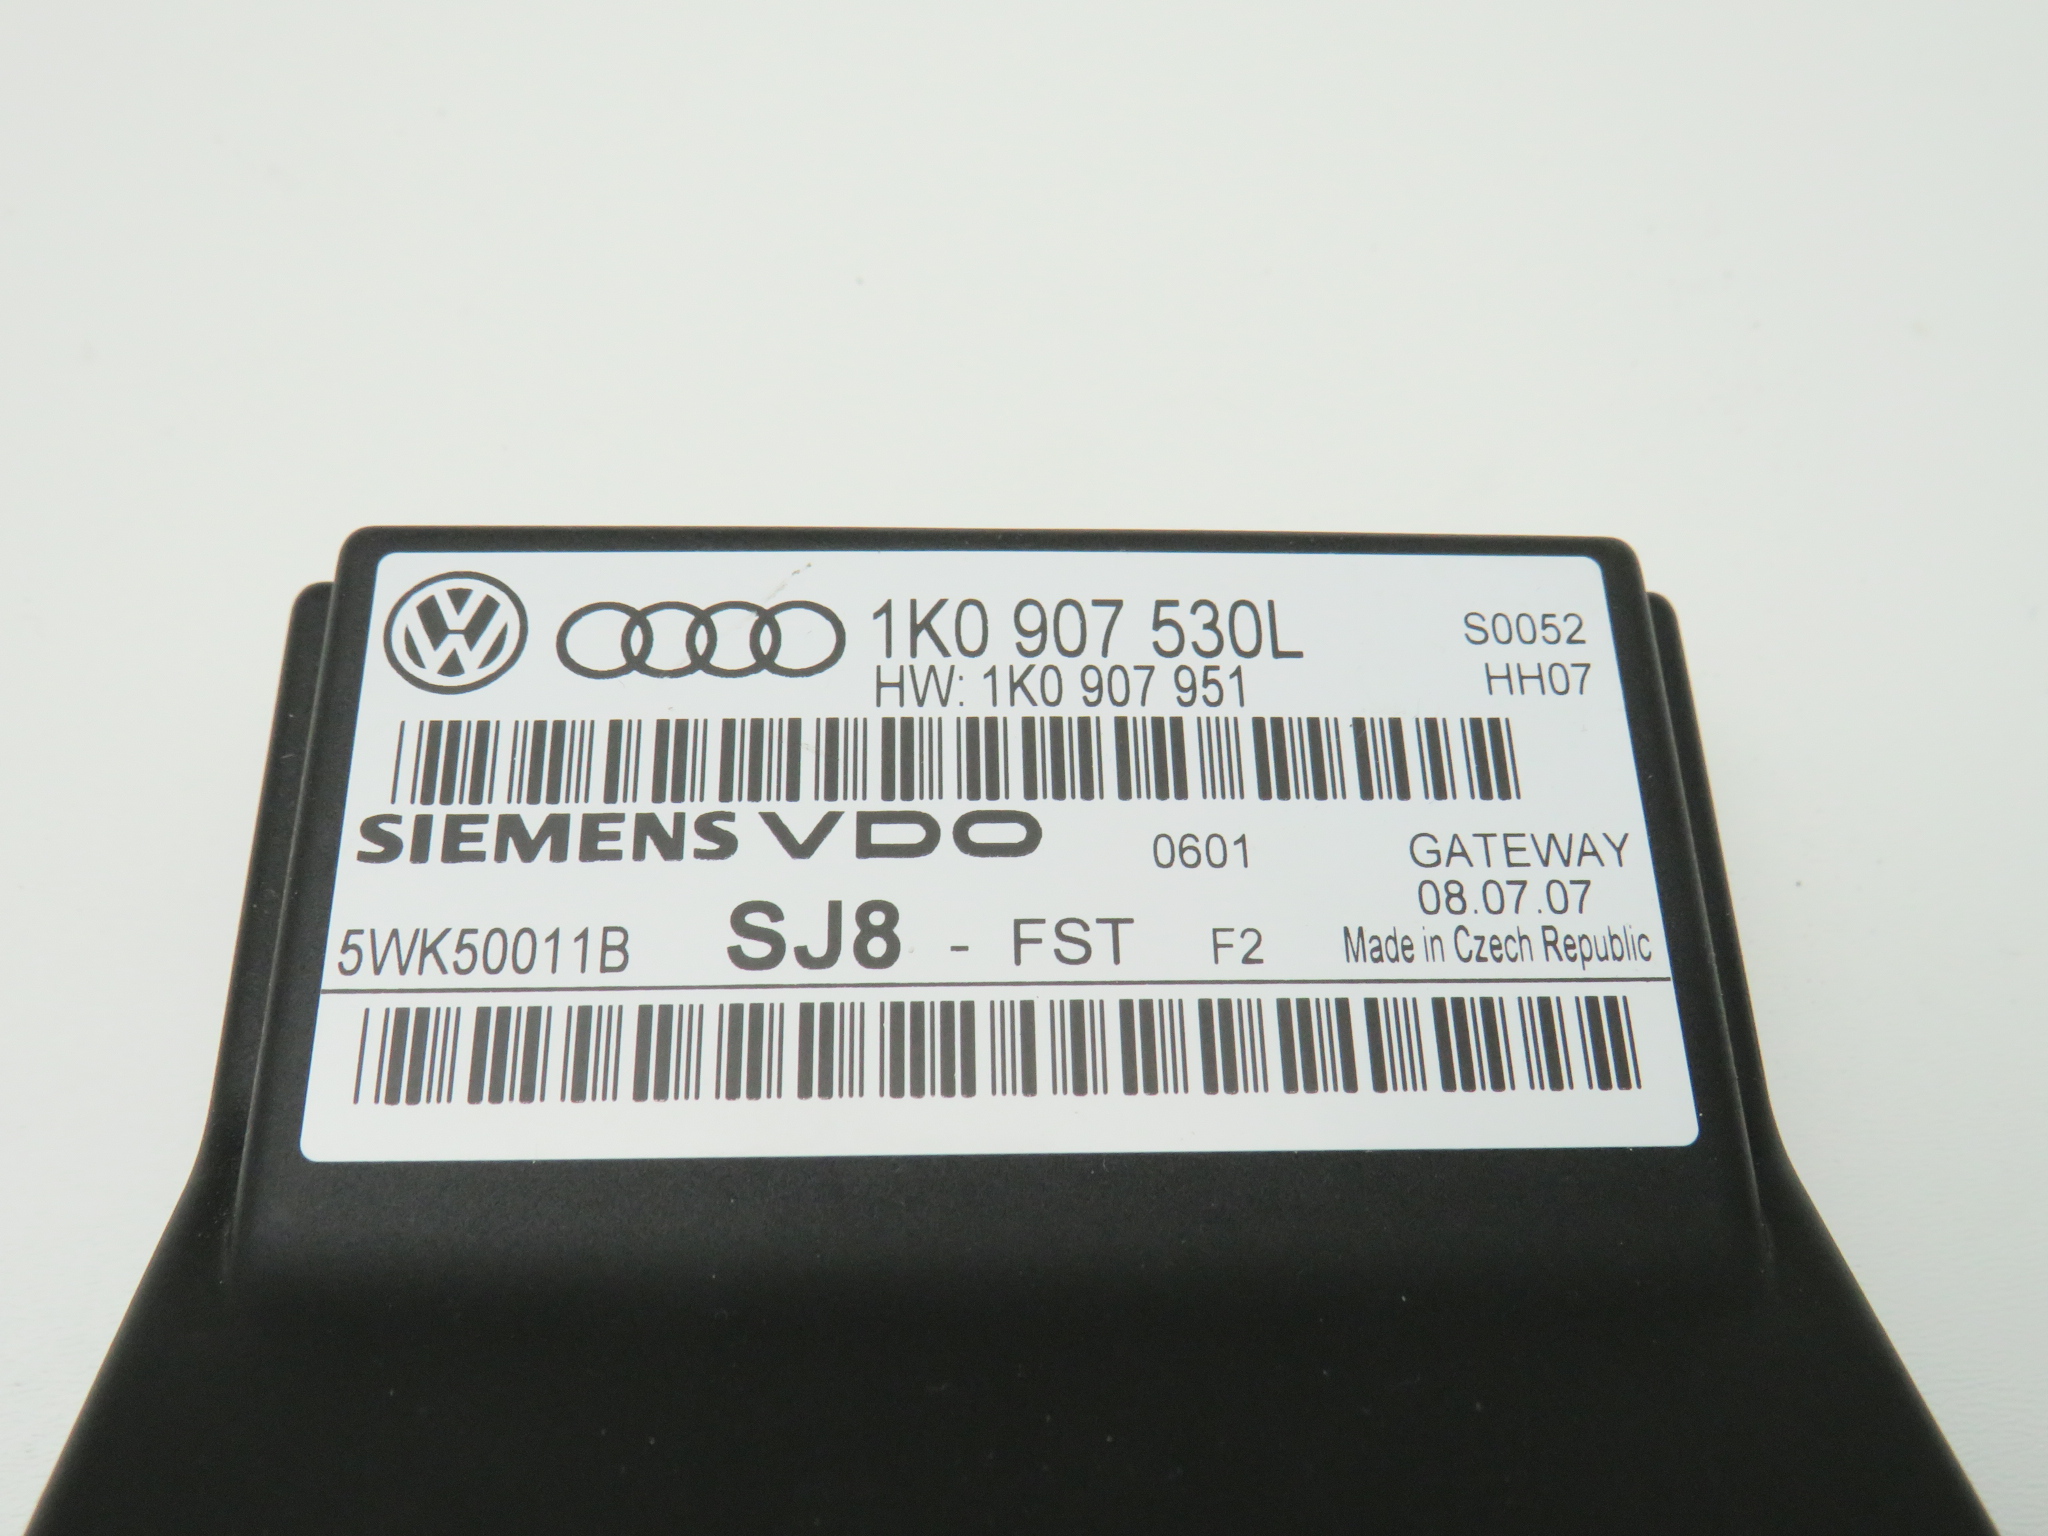 1K0 907 530L S0052
HW: 1K0 907 951 HH07
SIEMENS VDO 0601 GATEWAY
08.07.07
5WK50011B SJ8 - FST F2 Made in Czech Republic